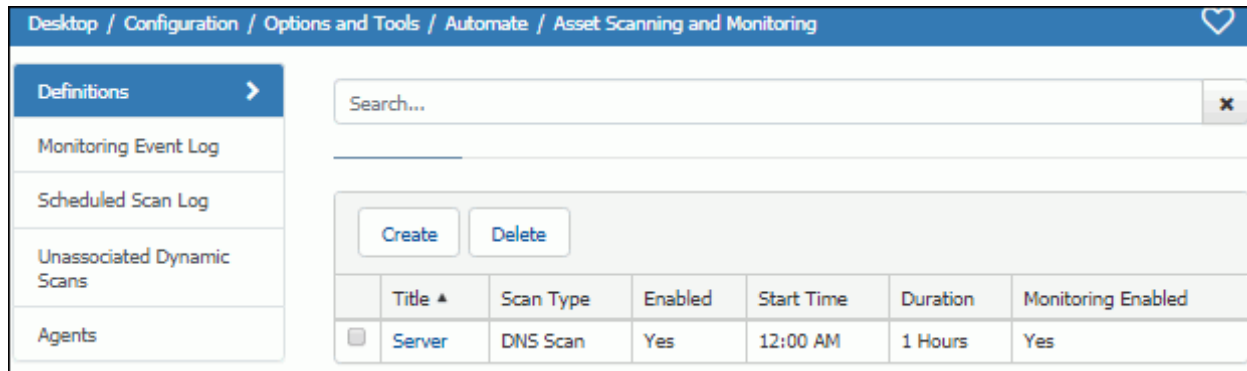 Desktop / Configuration / Options and Tools / Automate / Asset Scanning and Monitoring
Definitions
Monitoring Event Log
Scheduled Scan Log
Unassociated Dynamic
Scans
Agents
Search...
Create Delete
Title Scan Type Enabled Start Time Duration Monitoring Enabled
Server DNS Scan Yes 12:00 AM 1 Hours Yes